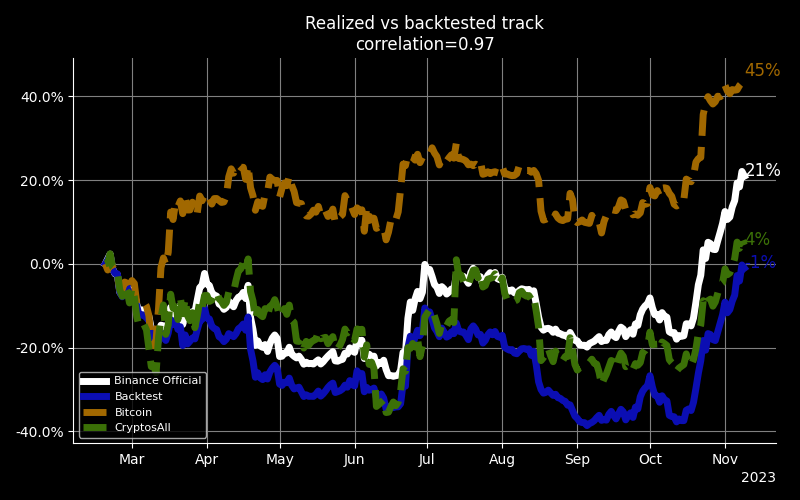 Realized vs backtested track
correlation=0.97
45%
40.0%
20.0%
21%
4%
0.0%
-1%
-20.0%
-40.0%
Binance Official
Backtest
Bitcoin
CryptosAll
Mar Apr May Jun Jul Aug Sep Oct Nov
2023